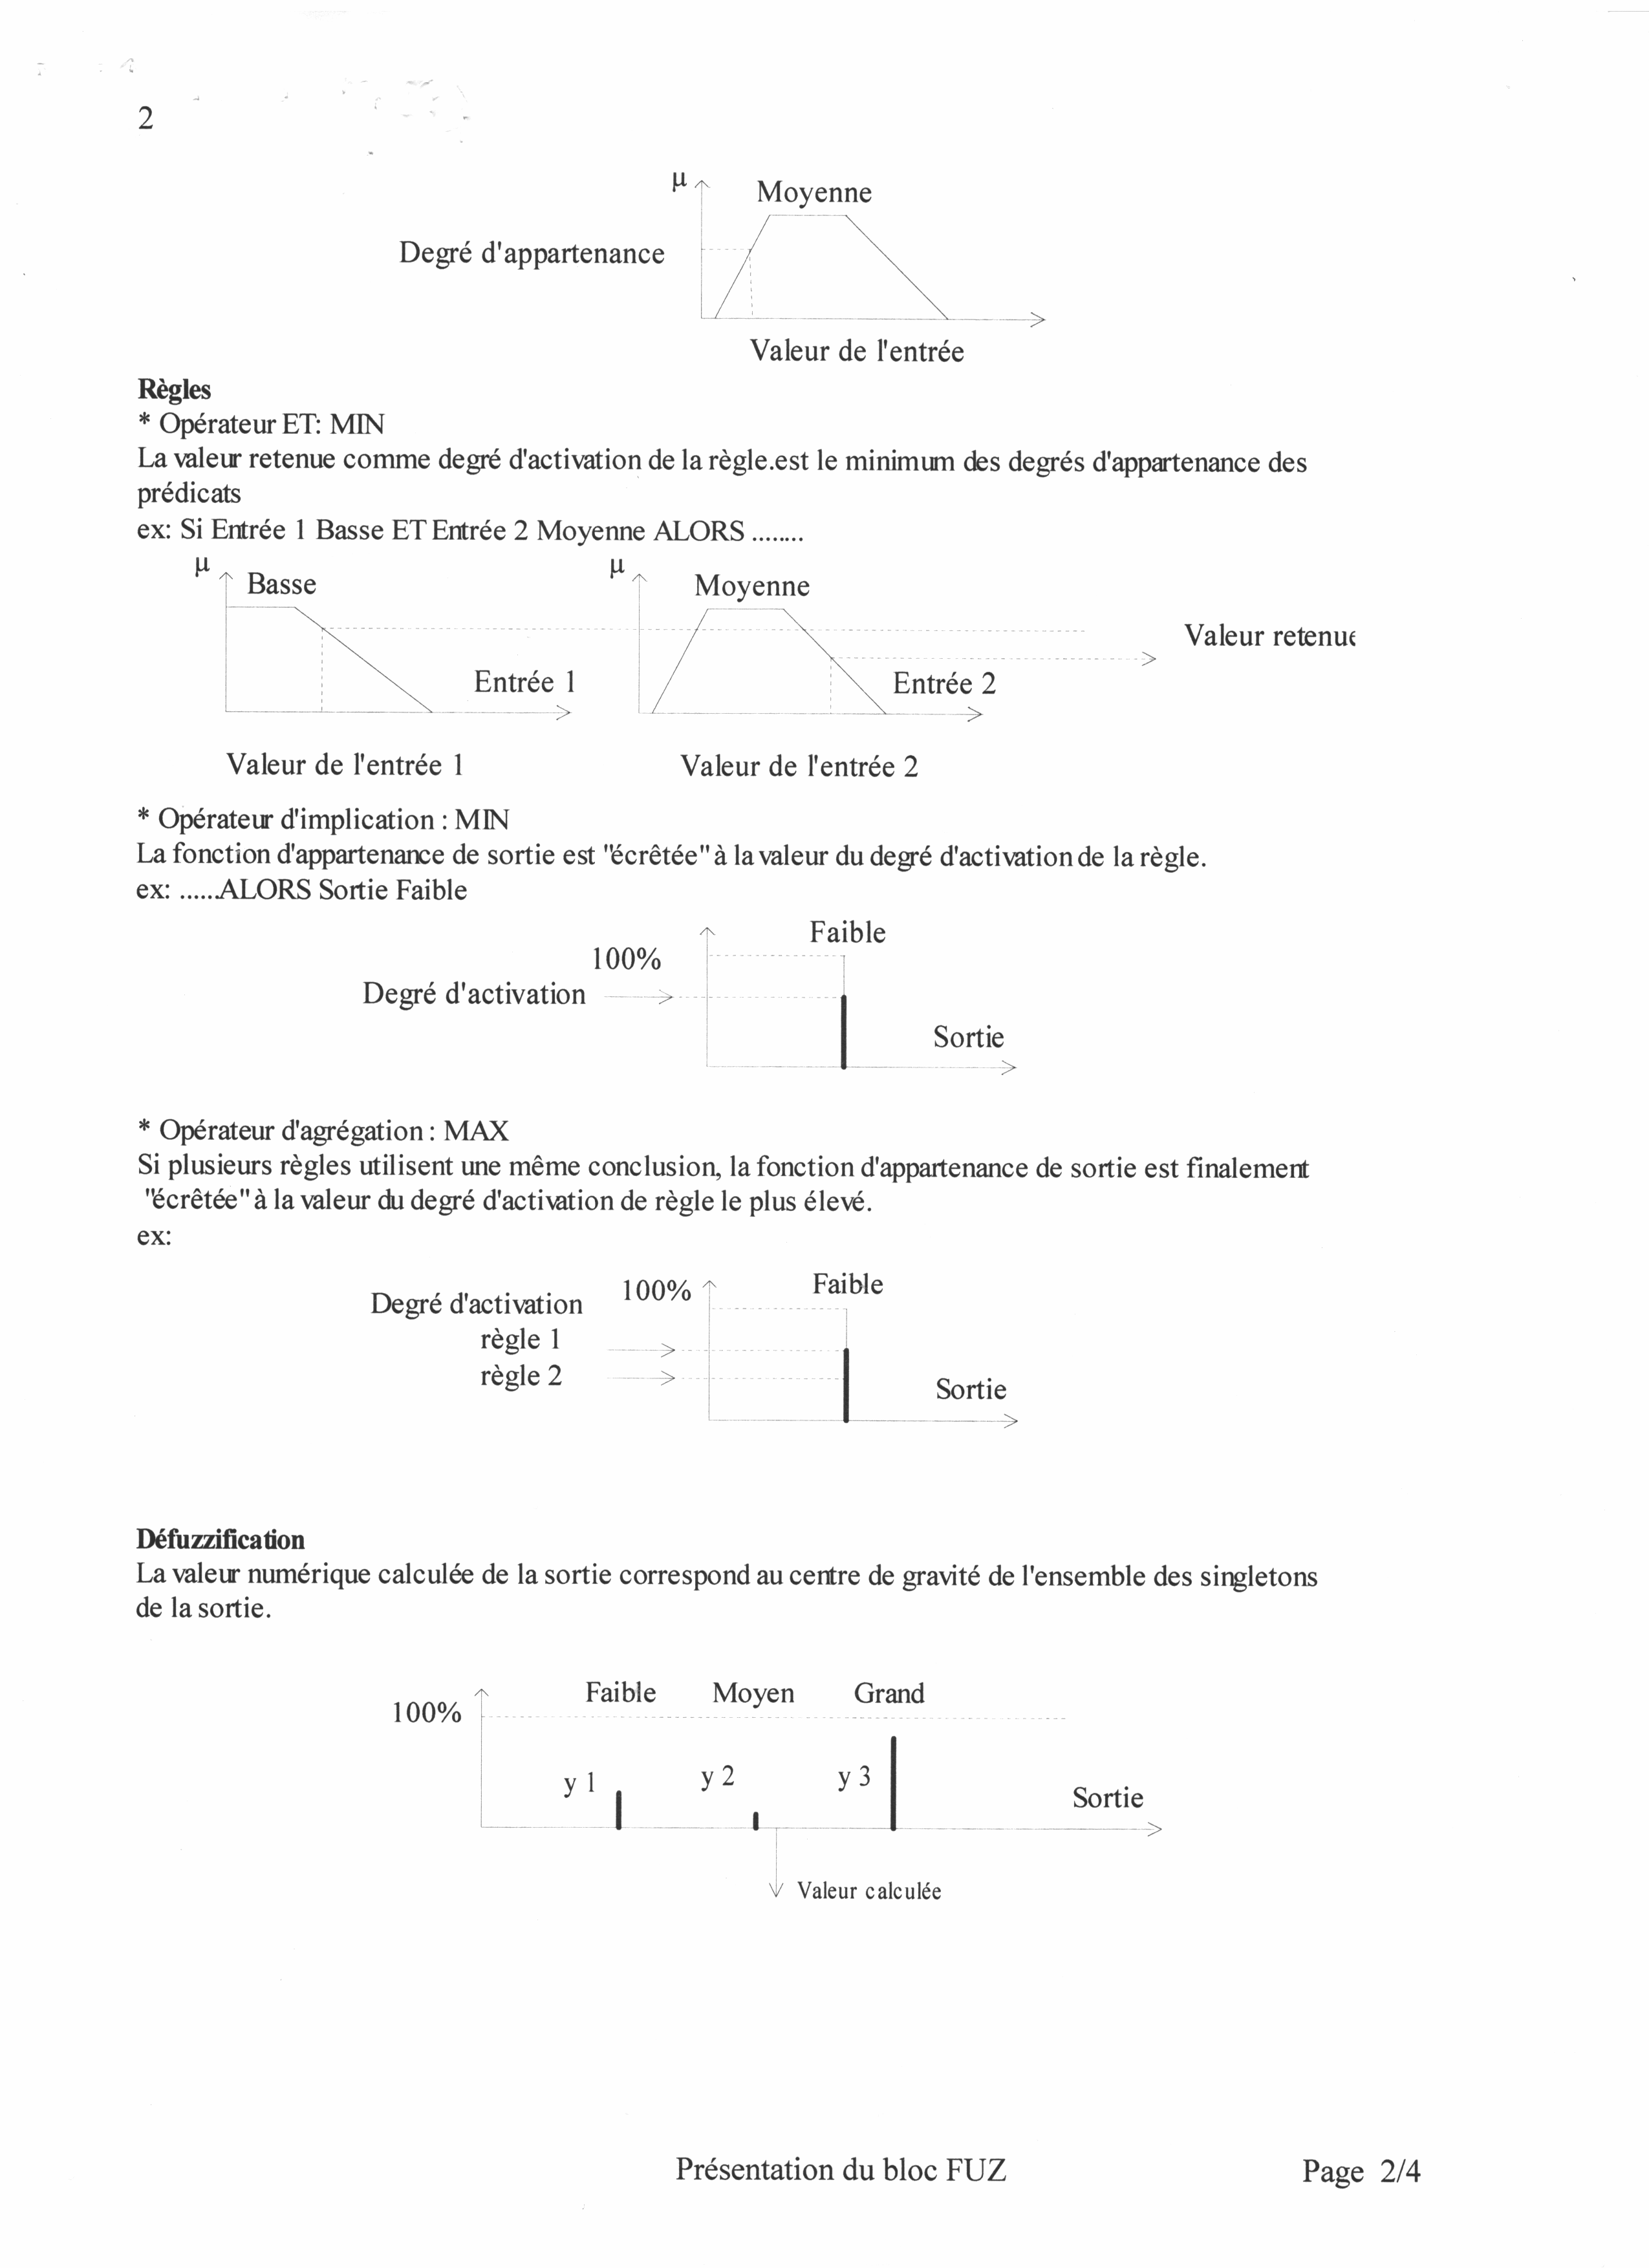 2
μ
Moyenne
Degré d'appartenance
Valeur de l'entrée
Règles
* Opérateur ET: MIN
La valeur retenue comme degré d'activation de la règle.est le minimum des degrés d'appartenance des
prédicats
ex: Si Entrée 1 Basse ET Entrée 2 Moyenne ALORS ........
μ Basse μ Moyenne
Valeur retenue
Entrée 1 Entrée 2
Valeur de l'entrée 1 Valeur de l'entrée 2
* Opérateur d'implication : MIN
La fonction d'appartenance de sortie est "écrêtée" à la valeur du degré d'activation de la règle.
ex: ......ALORS Sortie Faible
Faible
100%
Degré d'activation
Sortie
* Opérateur d'agrégation : MAX
Si plusieurs règles utilisent une même conclusion, la fonction d'appartenance de sortie est finalement
"écrêtée" à la valeur du degré d'activation de règle le plus élevé.
ex:
100% Faible
Degré d'activation
règle 1
règle 2
Sortie
Défuzzification
La valeur numérique calculée de la sortie correspond au centre de gravité de l'ensemble des singletons
de la sortie.
Faible Moyen Grand
100%
y 1 y 2 y 3
Sortie
Valeur calculée
Présentation du bloc FUZ Page 2/4